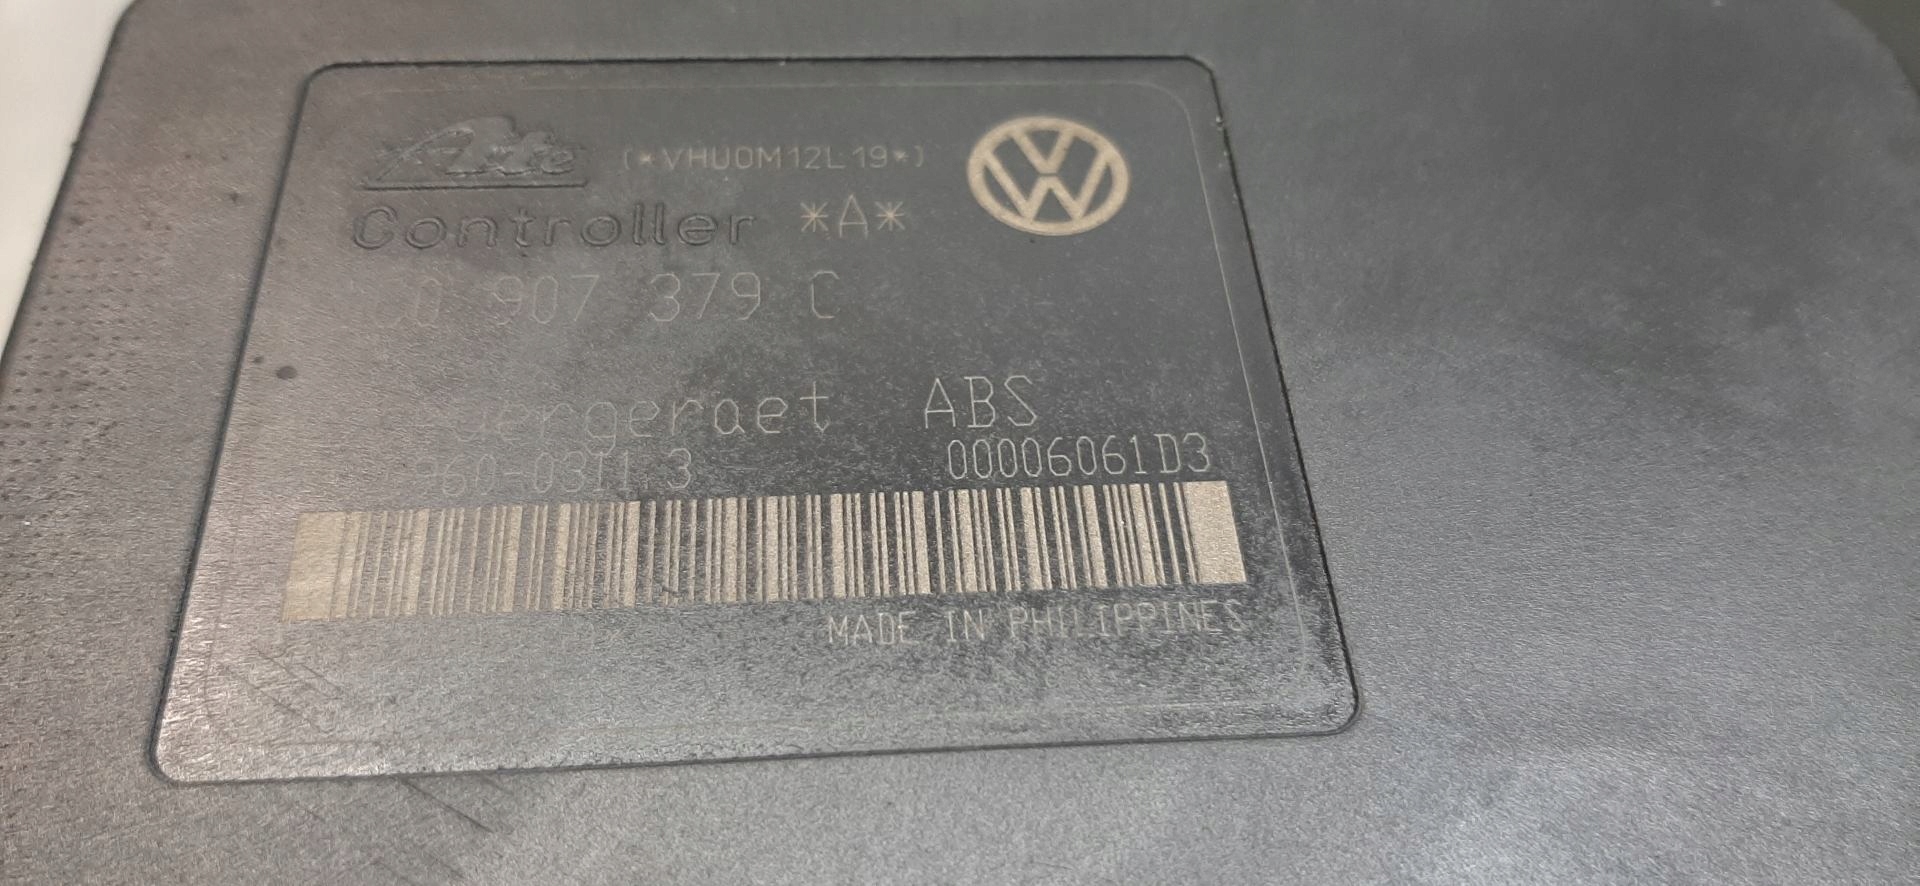 Ate (*VHU0M12L19*)
Controller *A*
907 379 C
ABS
00006061D3
MADE IN PHILIPPINES